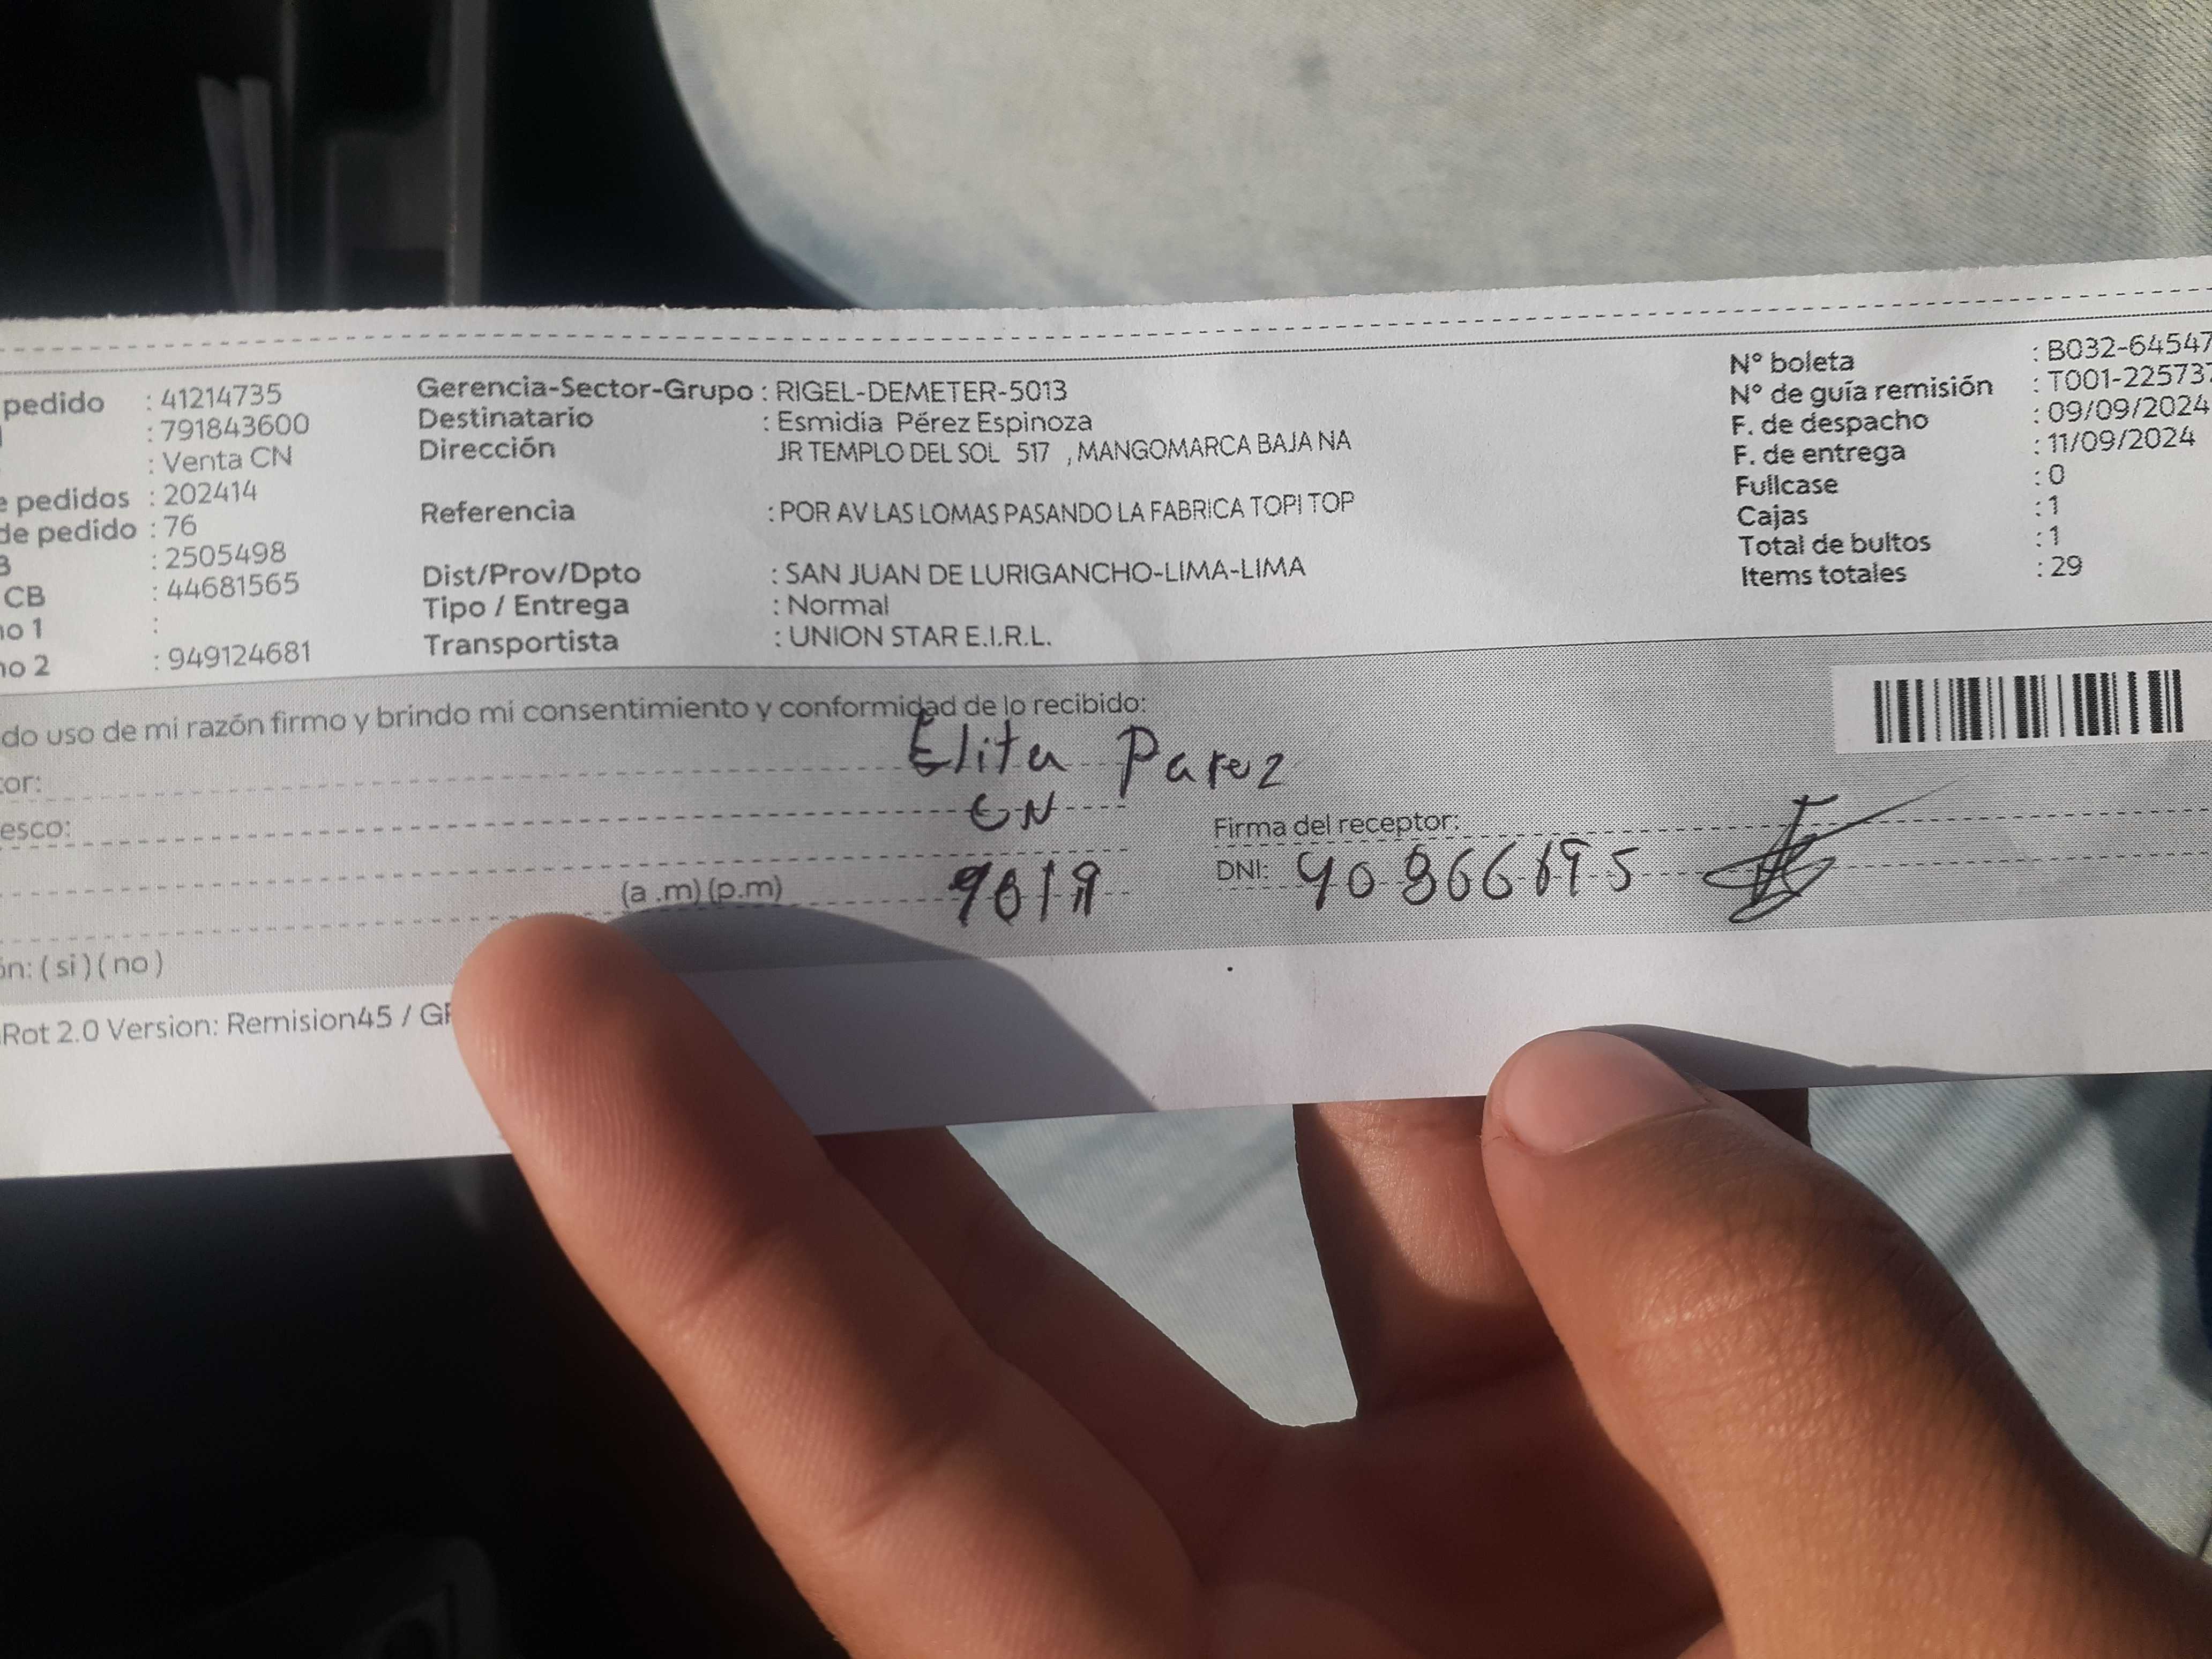 pedido : 41214735
: 791843600
: Venta CN
e pedidos : 202414
de pedido : 76
: 2505498
CB : 44681565
no 1 :
no 2 : 949124681
Gerencia-Sector-Grupo : RIGEL-DEMETER-5013
Destinatario : Esmidia Pérez Espinoza
Dirección JR TEMPLO DEL SOL 517 , MANGOMARCA BAJA NA
Referencia : POR AV LAS LOMAS PASANDO LA FABRICA TOPI TOP
Dist/Prov/Dpto : SAN JUAN DE LURIGANCHO-LIMA-LIMA
Tipo / Entrega : Normal
Transportista : UNION STAR E.I.R.L.
N° boleta : B032-64547
N° de guía remisión : T001-225737
F. de despacho : 09/09/2024
F. de entrega : 11/09/2024
Fullcase : 0
Cajas : 1
Total de bultos : 1
Items totales : 29
do uso de mi razón firmo y brindo mi consentimiento y conformidad de lo recibido:
tor: Elita Parez
esco: CN
Firma del receptor:
(a .m) (p.m)
DNI:
ón: ( si ) ( no )
Rot 2.0 Version: Remision45 / GR